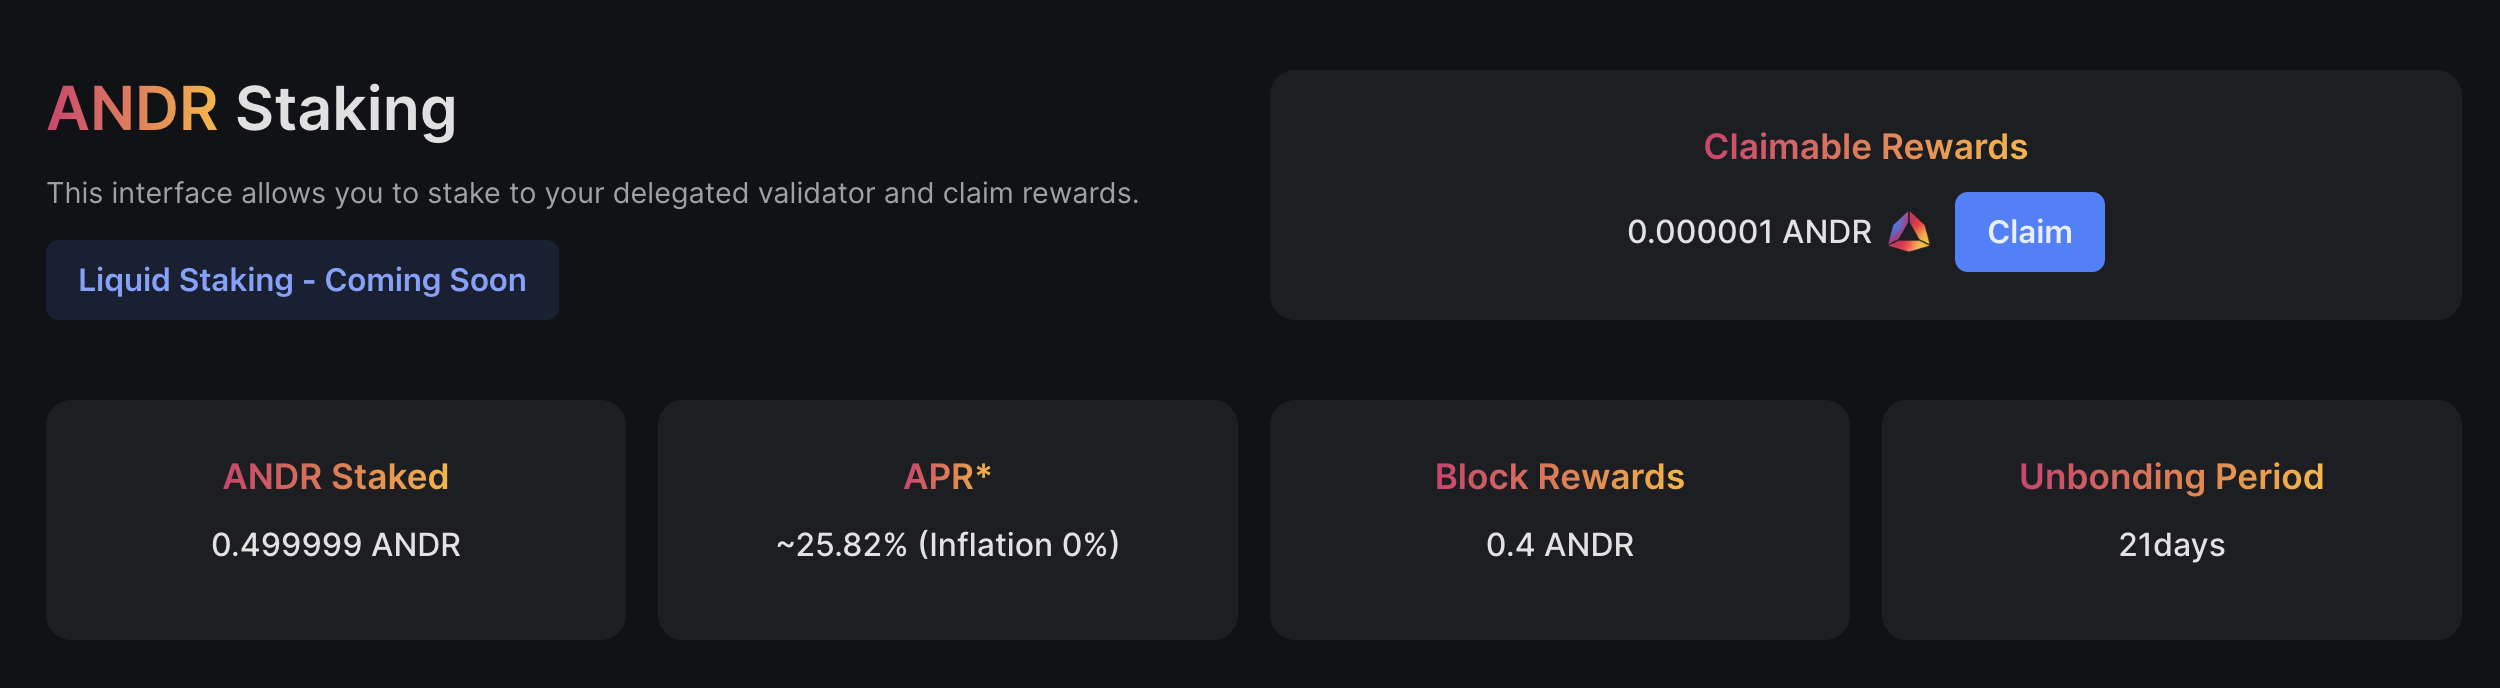 ANDR Staking
This interface allows you to stake to your delegated validator and claim rewards.
Liquid Staking - Coming Soon
Claimable Rewards
0.000001 ANDR
Claim
ANDR Staked
0.499999 ANDR
APR*
~25.82% (Inflation 0%)
Block Rewards
0.4 ANDR
Unbonding Period
21days